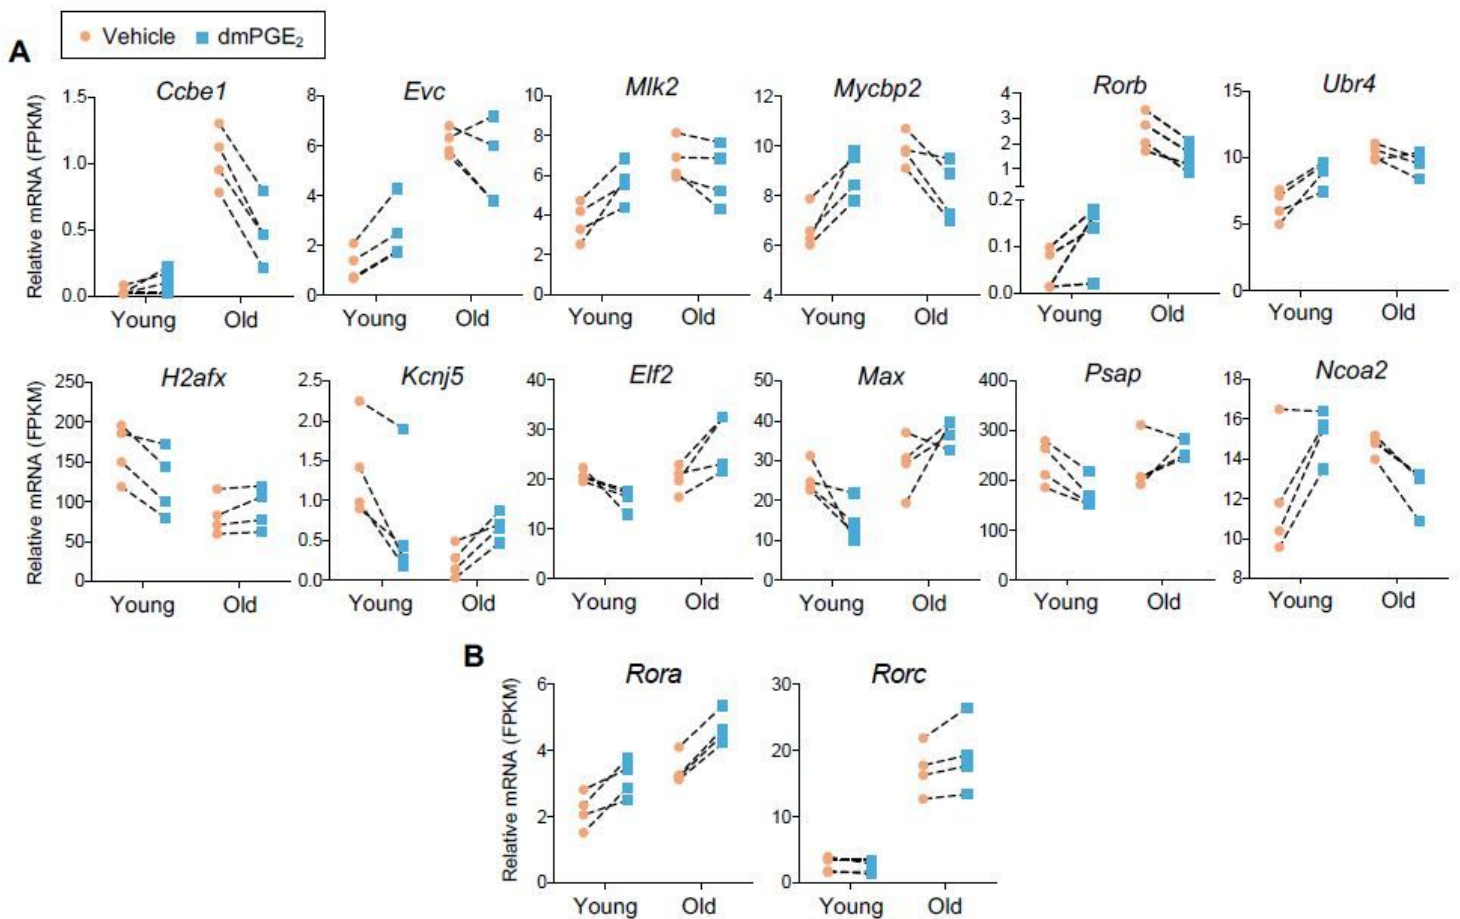 Vehicle dmPGE₂
A
Ccbe1 Evc Mlk2 Mycbp2 Rorb Ubr4
Relative mRNA (FPKM)
1.5 1.0 0.5 0.0
8 6 4 2 0
10 8 6 4 2 0
12 10 8 6 4
4 3 2 1 0.2 0.1 0.0
15 10 5 0
Young Old Young Old Young Old Young Old Young Old Young Old
H2afx Kcnj5 Elf2 Max Psap Ncoa2
Relative mRNA (FPKM)
250 200 150 100 50 0
2.5 2.0 1.5 1.0 0.5 0.0
40 30 20 10 0
50 40 30 20 10 0
400 300 200 100 0
18 16 14 12 10 8
Young Old Young Old Young Old Young Old Young Old Young Old
B
Rora Rorc
Relative mRNA (FPKM)
6 4 2 0
30 20 10 0
Young Old Young Old